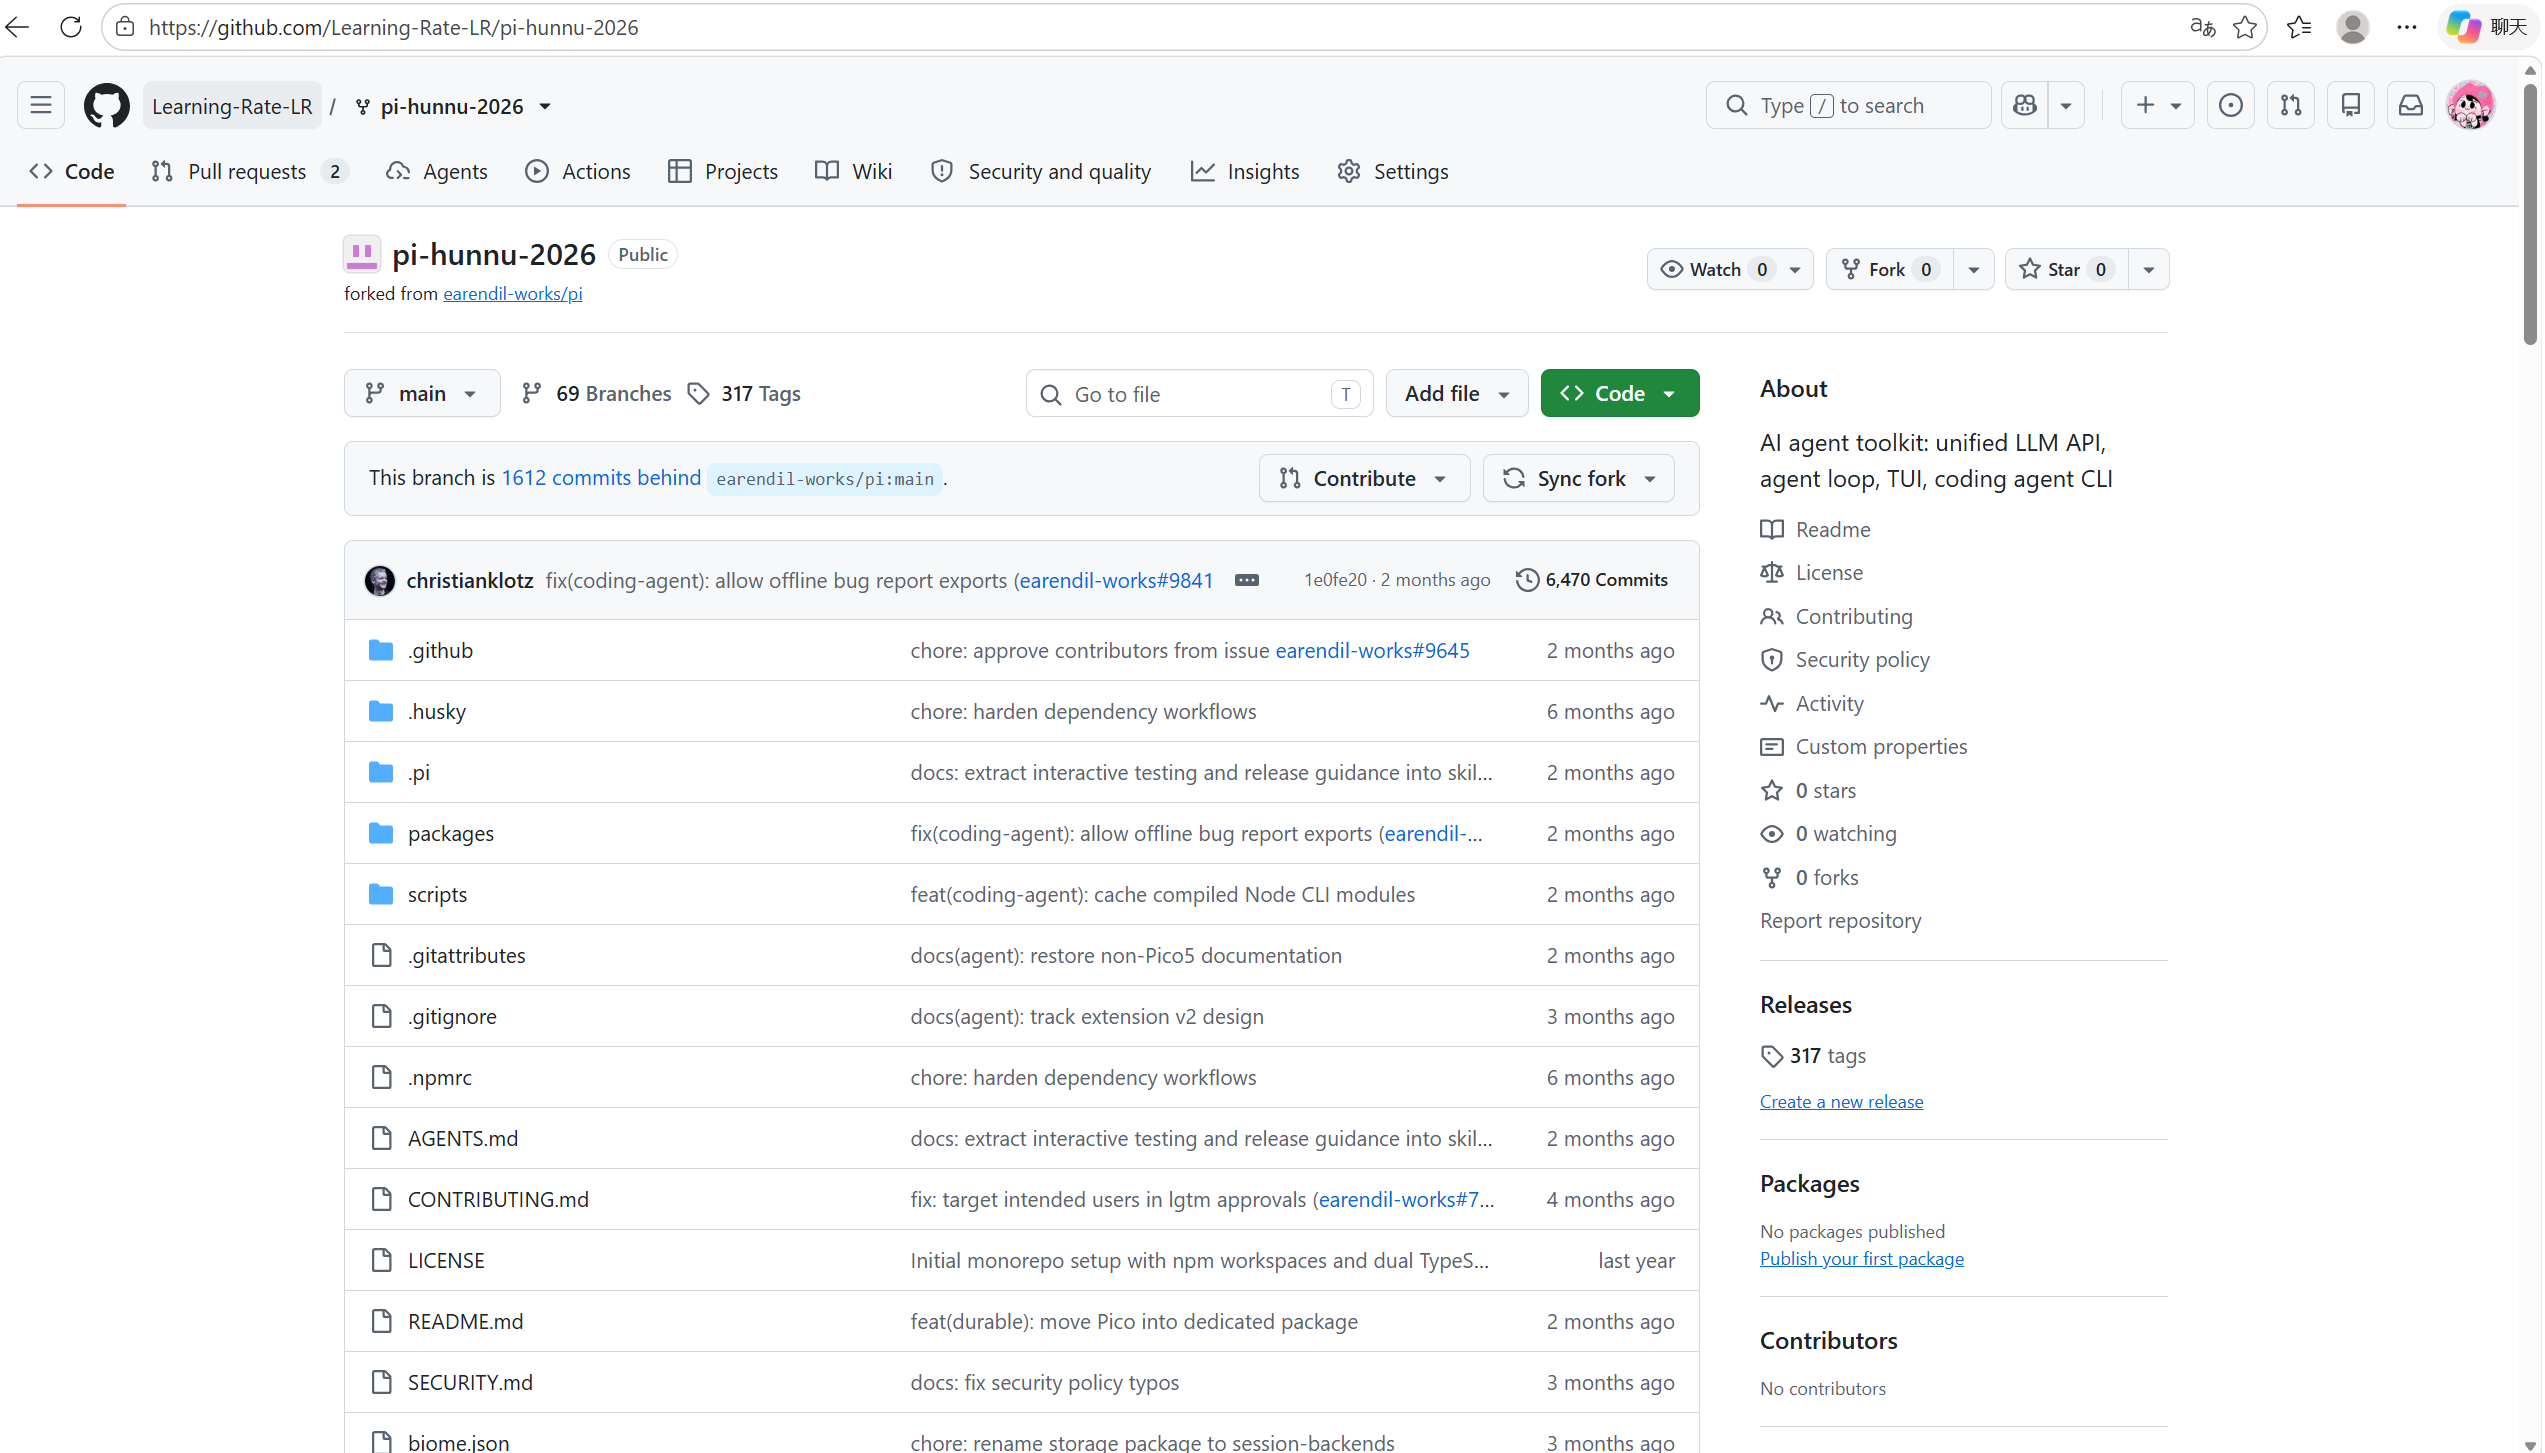 https://github.com/Learning-Rate-LR/pi-hunnu-2026
聊天
Learning-Rate-LR / pi-hunnu-2026
Type / to search
Code
Pull requests 2
Agents
Actions
Projects
Wiki
Security and quality
Insights
Settings
pi-hunnu-2026 Public
forked from earendil-works/pi
Watch 0
Fork 0
Star 0
main
69 Branches
317 Tags
Go to file T
Add file
Code
This branch is 1612 commits behind earendil-works/pi:main.
Contribute
Sync fork
christianklotz fix(coding-agent): allow offline bug report exports (earendil-works#9841 1e0fe20 · 2 months ago 6,470 Commits
.github chore: approve contributors from issue earendil-works#9645 2 months ago
.husky chore: harden dependency workflows 6 months ago
.pi docs: extract interactive testing and release guidance into skil... 2 months ago
packages fix(coding-agent): allow offline bug report exports (earendil-... 2 months ago
scripts feat(coding-agent): cache compiled Node CLI modules 2 months ago
.gitattributes docs(agent): restore non-Pico5 documentation 2 months ago
.gitignore docs(agent): track extension v2 design 3 months ago
.npmrc chore: harden dependency workflows 6 months ago
AGENTS.md docs: extract interactive testing and release guidance into skil... 2 months ago
CONTRIBUTING.md fix: target intended users in lgtm approvals (earendil-works#7... 4 months ago
LICENSE Initial monorepo setup with npm workspaces and dual TypeS... last year
README.md feat(durable): move Pico into dedicated package 2 months ago
SECURITY.md docs: fix security policy typos 3 months ago
biome.json chore: rename storage package to session-backends 3 months ago
About
AI agent toolkit: unified LLM API,
agent loop, TUI, coding agent CLI
Readme
License
Contributing
Security policy
Activity
Custom properties
0 stars
0 watching
0 forks
Report repository
Releases
317 tags
Create a new release
Packages
No packages published
Publish your first package
Contributors
No contributors